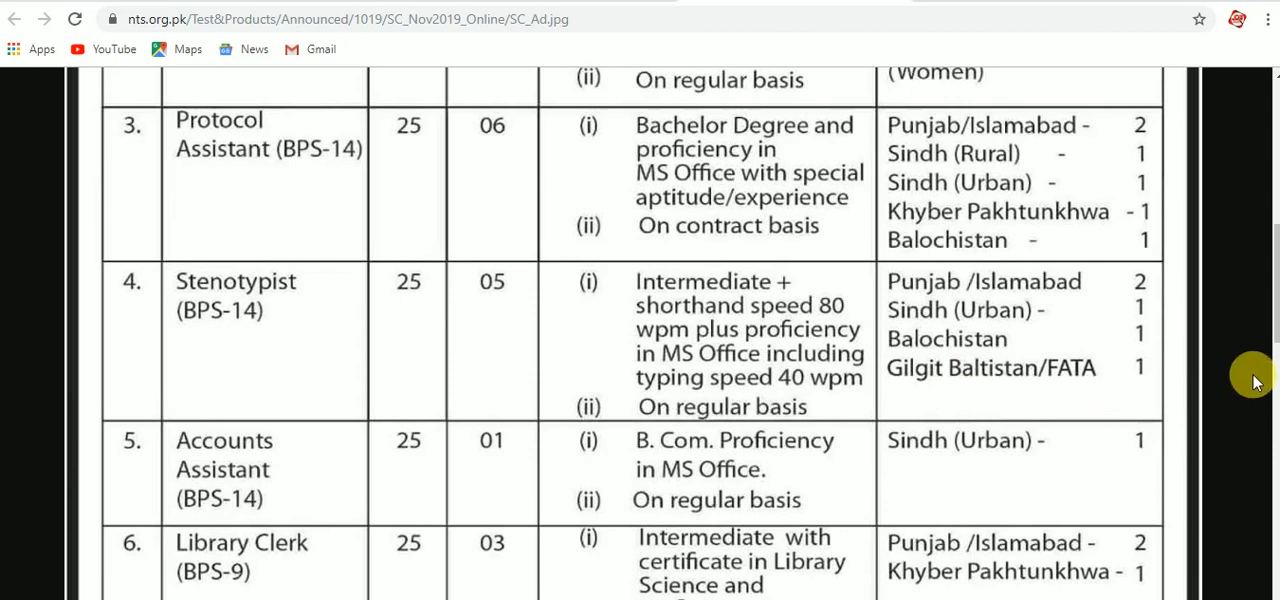 nts.org.pk/Test&Products/Announced/1019/SC_Nov2019_Online/SC_Ad.jpg
Apps YouTube Maps News Gmail
(ii) On regular basis (Women)
3. Protocol Assistant (BPS-14) 25 06
(i) Bachelor Degree and
proficiency in
MS Office with special
aptitude/experience
(ii) On contract basis
Punjab/Islamabad - 2
Sindh (Rural) - 1
Sindh (Urban) - 1
Khyber Pakhtunkhwa - 1
Balochistan - 1
4. Stenotypist (BPS-14) 25 05
(i) Intermediate +
shorthand speed 80
wpm plus proficiency
in MS Office including
typing speed 40 wpm
(ii) On regular basis
Punjab /Islamabad 2
Sindh (Urban) - 1
Balochistan 1
Gilgit Baltistan/FATA 1
5. Accounts Assistant (BPS-14) 25 01
(i) B. Com. Proficiency
in MS Office.
(ii) On regular basis
Sindh (Urban) - 1
6. Library Clerk (BPS-9) 25 03
(i) Intermediate with
certificate in Library
Science and
Punjab /Islamabad - 2
Khyber Pakhtunkhwa - 1